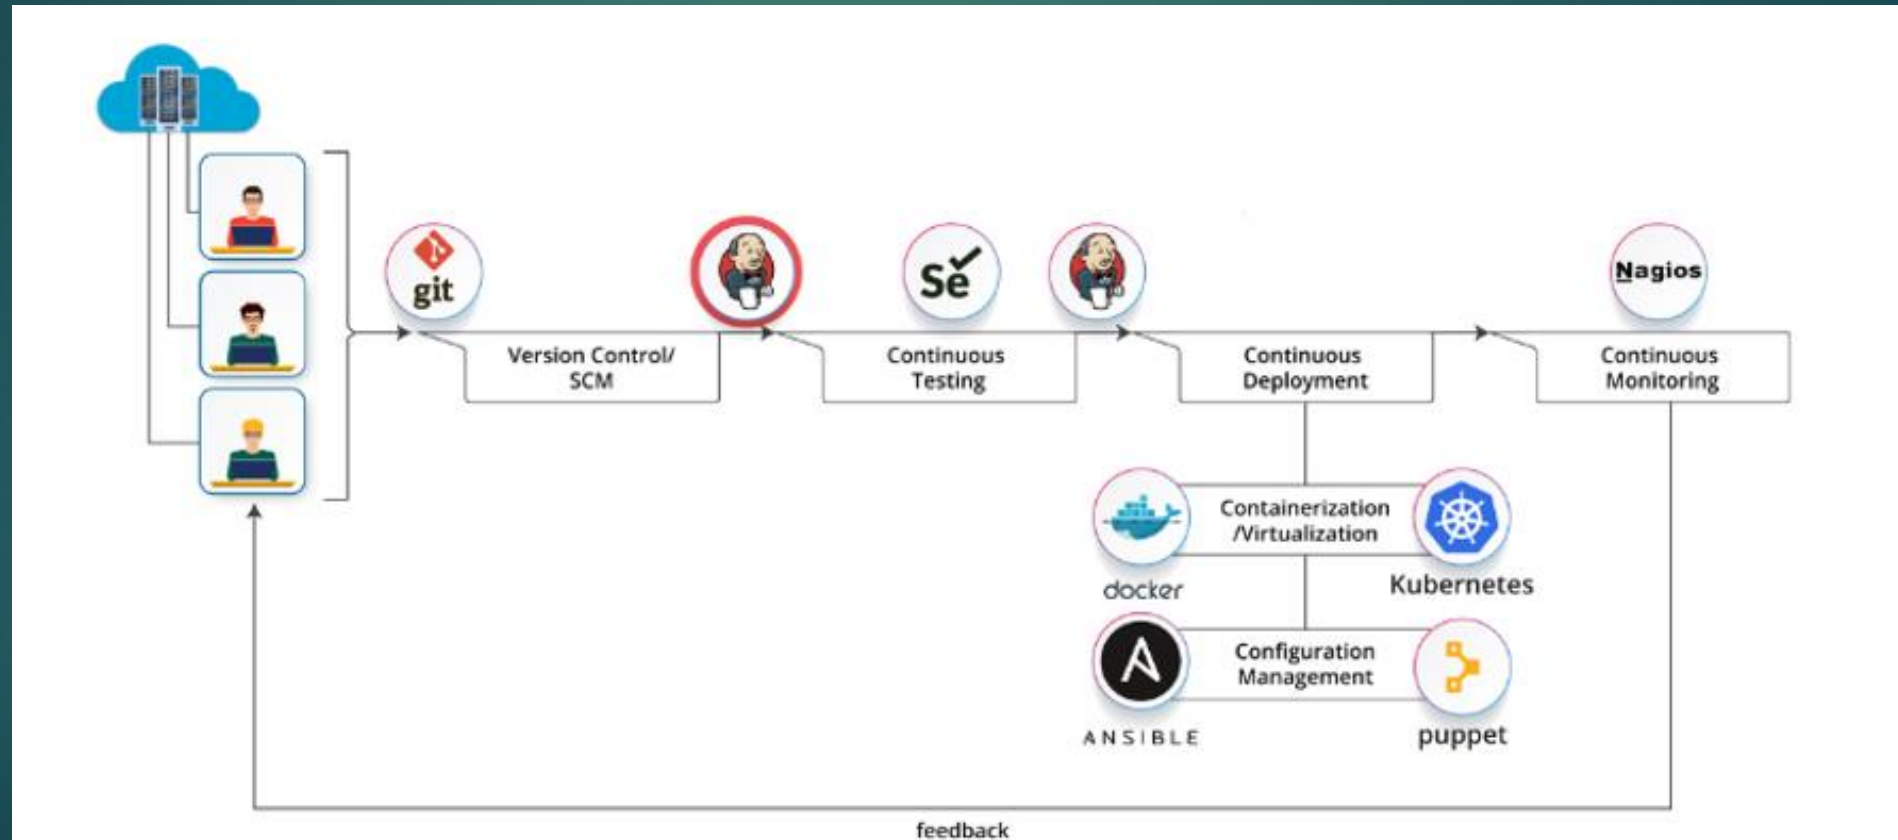 git
Se
Nagios
Version Control/
SCM
Continuous
Testing
Continuous
Deployment
Continuous
Monitoring
Containerization
/Virtualization
docker
Kubernetes
Configuration
Management
ANSIBLE
puppet
feedback